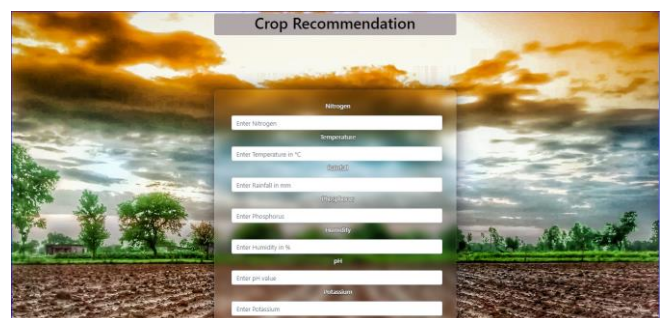 Crop Recommendation
Nitrogen
Enter Nitrogen
Temperature
Enter Temperature in °C
Rainfall
Enter Rainfall in mm
Phosphorus
Enter Phosphorus
Humidity
Enter Humidity in %
pH
Enter pH value
Potassium
Enter Potassium